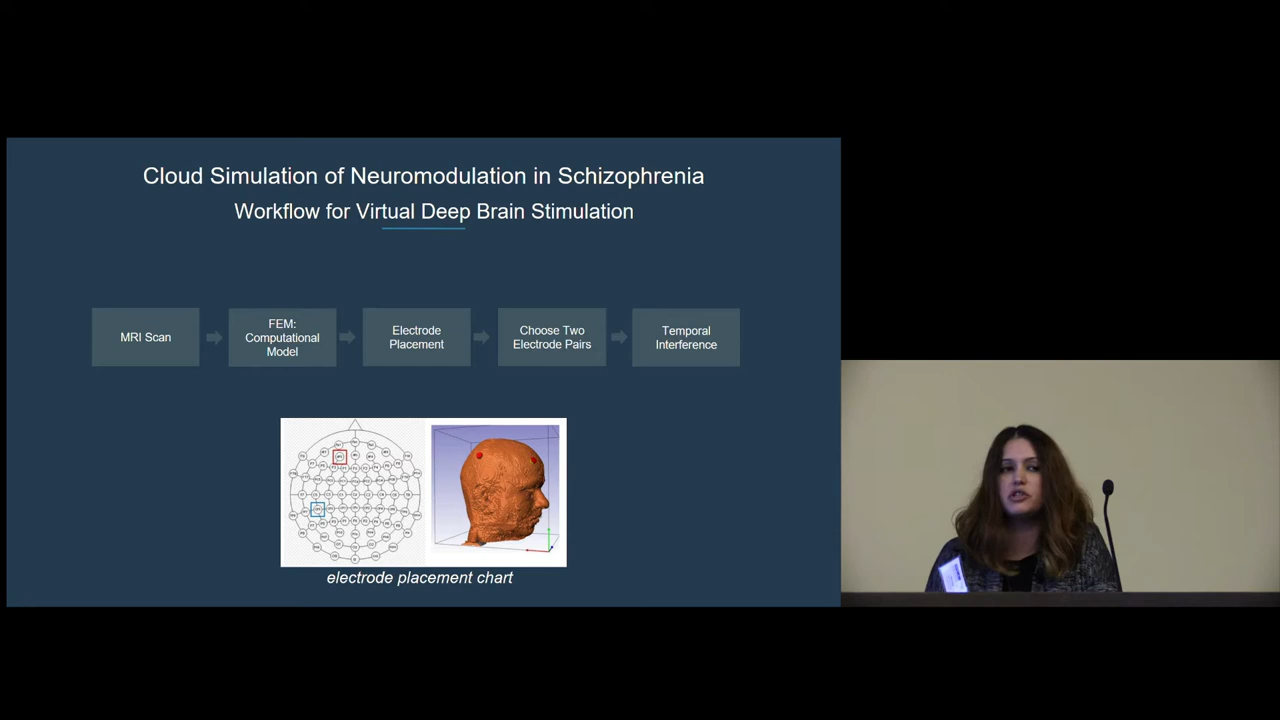 Cloud Simulation of Neuromodulation in Schizophrenia
Workflow for Virtual Deep Brain Stimulation
MRI Scan
FEM:
Computational
Model
Electrode
Placement
Choose Two
Electrode Pairs
Temporal
Interference
electrode placement chart